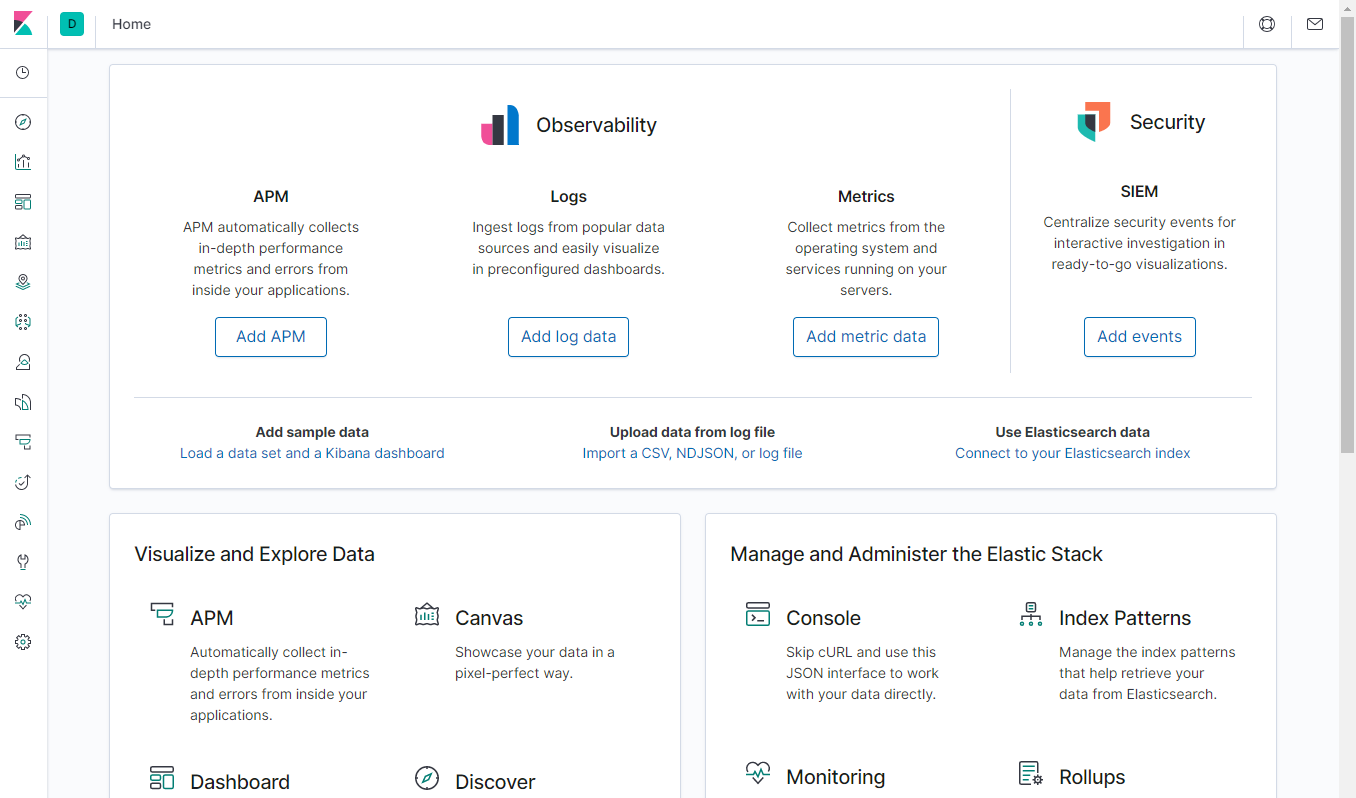 D
Home
Observability
Security
APM
APM automatically collects
in-depth performance
metrics and errors from
inside your applications.
Add APM
Logs
Ingest logs from popular data
sources and easily visualize
in preconfigured dashboards.
Add log data
Metrics
Collect metrics from the
operating system and
services running on your
servers.
Add metric data
SIEM
Centralize security events for
interactive investigation in
ready-to-go visualizations.
Add events
Add sample data
Load a data set and a Kibana dashboard
Upload data from log file
Import a CSV, NDJSON, or log file
Use Elasticsearch data
Connect to your Elasticsearch index
Visualize and Explore Data
APM
Automatically collect in-
depth performance metrics
and errors from inside your
applications.
Canvas
Showcase your data in a
pixel-perfect way.
Dashboard
Discover
Manage and Administer the Elastic Stack
Console
Skip cURL and use this
JSON interface to work
with your data directly.
Index Patterns
Manage the index patterns
that help retrieve your
data from Elasticsearch.
Monitoring
Rollups